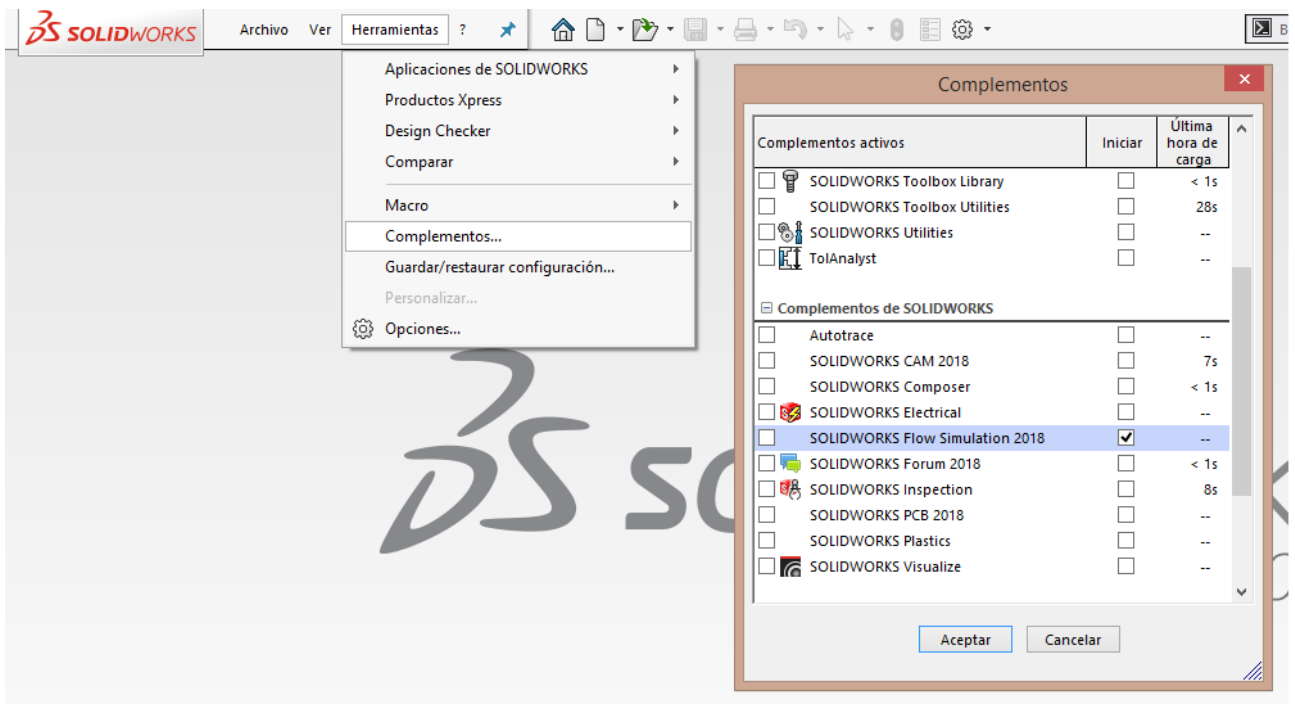 SOLIDWORKS
Archivo Ver Herramientas ?
Aplicaciones de SOLIDWORKS
Productos Xpress
Design Checker
Comparar
Macro
Complementos...
Guardar/restaurar configuración...
Personalizar...
Opciones...
Complementos
Complementos activos Iniciar Última hora de carga
SOLIDWORKS Toolbox Library < 1s
SOLIDWORKS Toolbox Utilities 28s
SOLIDWORKS Utilities --
TolAnalyst --
Complementos de SOLIDWORKS
Autotrace --
SOLIDWORKS CAM 2018 7s
SOLIDWORKS Composer < 1s
SOLIDWORKS Electrical --
SOLIDWORKS Flow Simulation 2018 --
SOLIDWORKS Forum 2018 < 1s
SOLIDWORKS Inspection 8s
SOLIDWORKS PCB 2018 --
SOLIDWORKS Plastics --
SOLIDWORKS Visualize --
Aceptar Cancelar